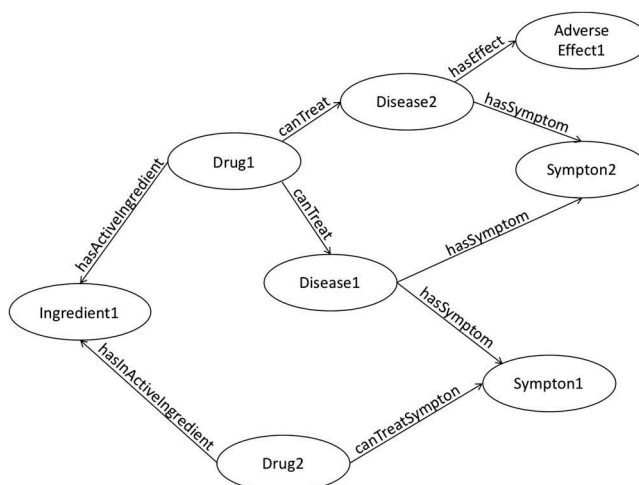 Adverse
Effect1
hasEffect
Disease2
canTreat
hasSymptom
Drug1
Sympton2
hasActiveIngredient
canTreat
hasSymptom
Disease1
Ingredient1
hasSymptom
hasInActiveIngredient
Sympton1
canTreatSympton
Drug2